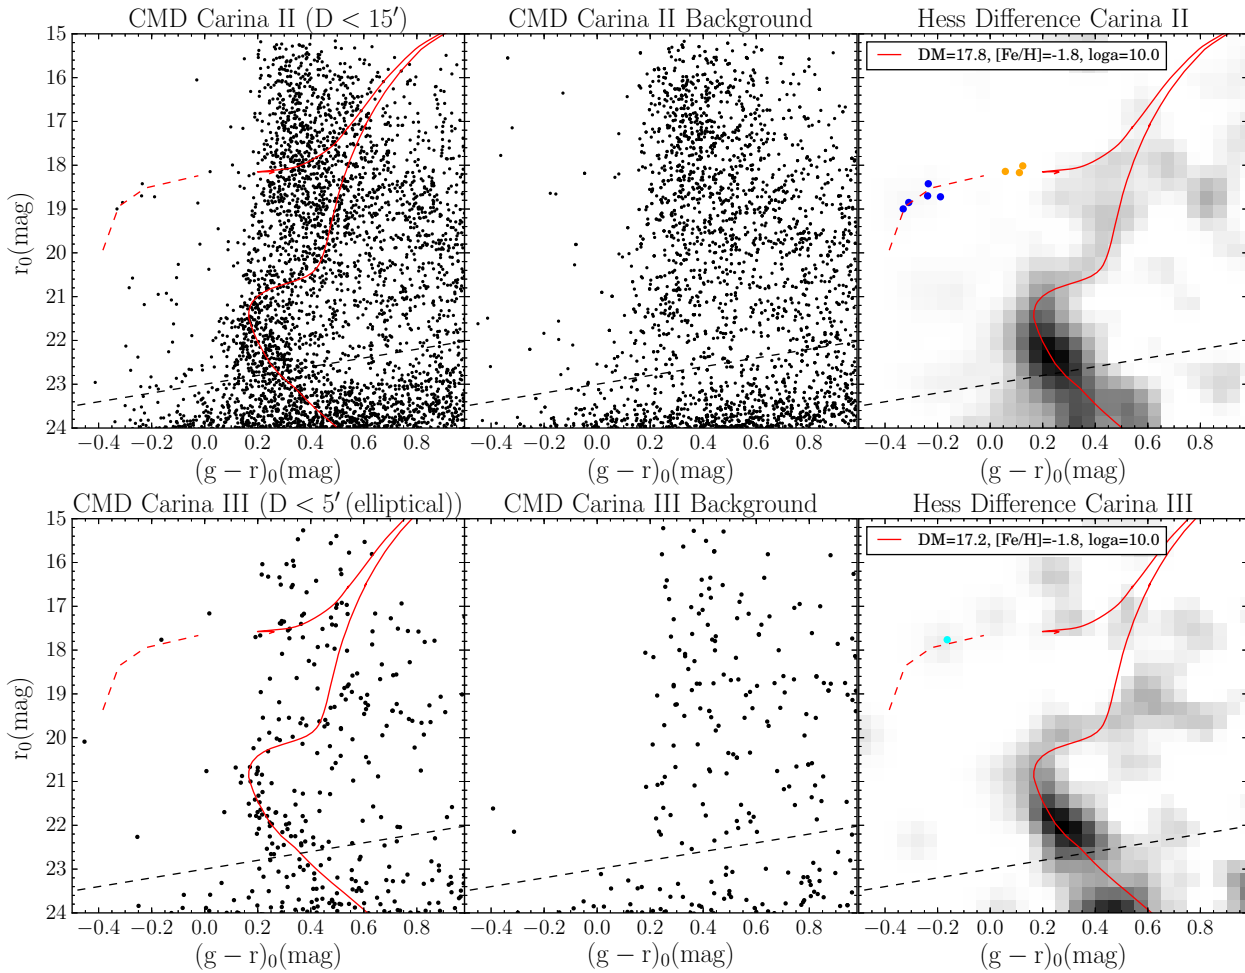 CMD Carina II (D < 15′)
CMD Carina II Background
Hess Difference Carina II
DM=17.8, [Fe/H]=-1.8, loga=10.0
r₀(mag)
15
16
17
18
19
20
21
22
23
24
−0.4 −0.2 0.0 0.2 0.4 0.6 0.8
−0.4 −0.2 0.0 0.2 0.4 0.6 0.8
−0.4 −0.2 0.0 0.2 0.4 0.6 0.8
(g − r)₀(mag)
(g − r)₀(mag)
(g − r)₀(mag)
CMD Carina III (D < 5′ (elliptical))
CMD Carina III Background
Hess Difference Carina III
DM=17.2, [Fe/H]=-1.8, loga=10.0
r₀(mag)
15
16
17
18
19
20
21
22
23
24
−0.4 −0.2 0.0 0.2 0.4 0.6 0.8
−0.4 −0.2 0.0 0.2 0.4 0.6 0.8
−0.4 −0.2 0.0 0.2 0.4 0.6 0.8
(g − r)₀(mag)
(g − r)₀(mag)
(g − r)₀(mag)